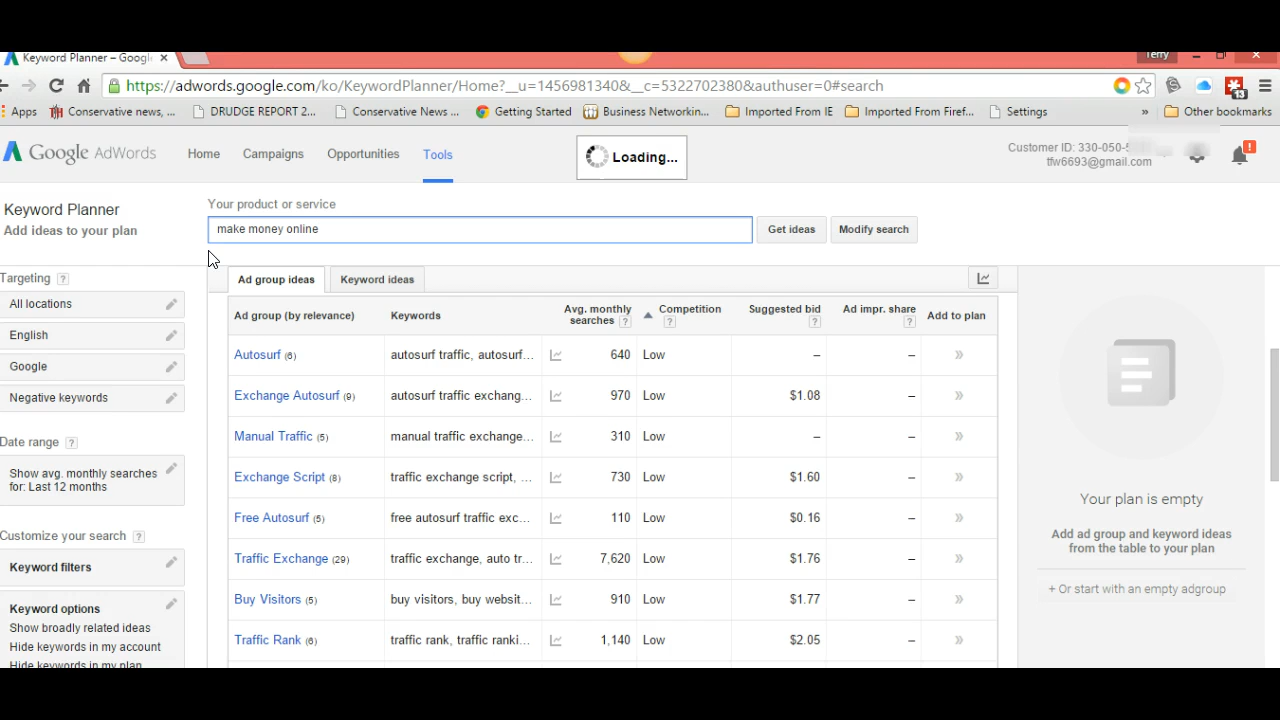 Keyword Planner – Google
Terry
https://adwords.google.com/ko/KeywordPlanner/Home?__u=1456981340&__c=5322702380&authuser=0#search
13
Apps
Conservative news, ...
DRUDGE REPORT 2...
Conservative News ...
Getting Started
Business Networkin...
Imported From IE
Imported From Firef...
Settings
»
Other bookmarks
Google AdWords
Home
Campaigns
Opportunities
Tools
Loading...
Customer ID: 330-050-
tfw6693@gmail.com
!
Keyword Planner
Add ideas to your plan
Your product or service
make money online
Get ideas
Modify search
Targeting ?
All locations
English
Google
Negative keywords
Date range ?
Show avg. monthly searches
for: Last 12 months
Customize your search ?
Keyword filters
Keyword options
Show broadly related ideas
Hide keywords in my account
Hide keywords in my plan
Ad group ideas
Keyword ideas
Ad group (by relevance) Keywords Avg. monthly searches ? Competition ? Suggested bid ? Ad impr. share ? Add to plan
Autosurf (6) autosurf traffic, autosurf... 640 Low – – »
Exchange Autosurf (9) autosurf traffic exchang... 970 Low $1.08 – »
Manual Traffic (5) manual traffic exchange... 310 Low – – »
Exchange Script (8) traffic exchange script, ... 730 Low $1.60 – »
Free Autosurf (5) free autosurf traffic exc... 110 Low $0.16 – »
Traffic Exchange (29) traffic exchange, auto tr... 7,620 Low $1.76 – »
Buy Visitors (5) buy visitors, buy websit... 910 Low $1.77 – »
Traffic Rank (6) traffic rank, traffic ranki... 1,140 Low $2.05 – »
Your plan is empty
Add ad group and keyword ideas
from the table to your plan
+ Or start with an empty adgroup